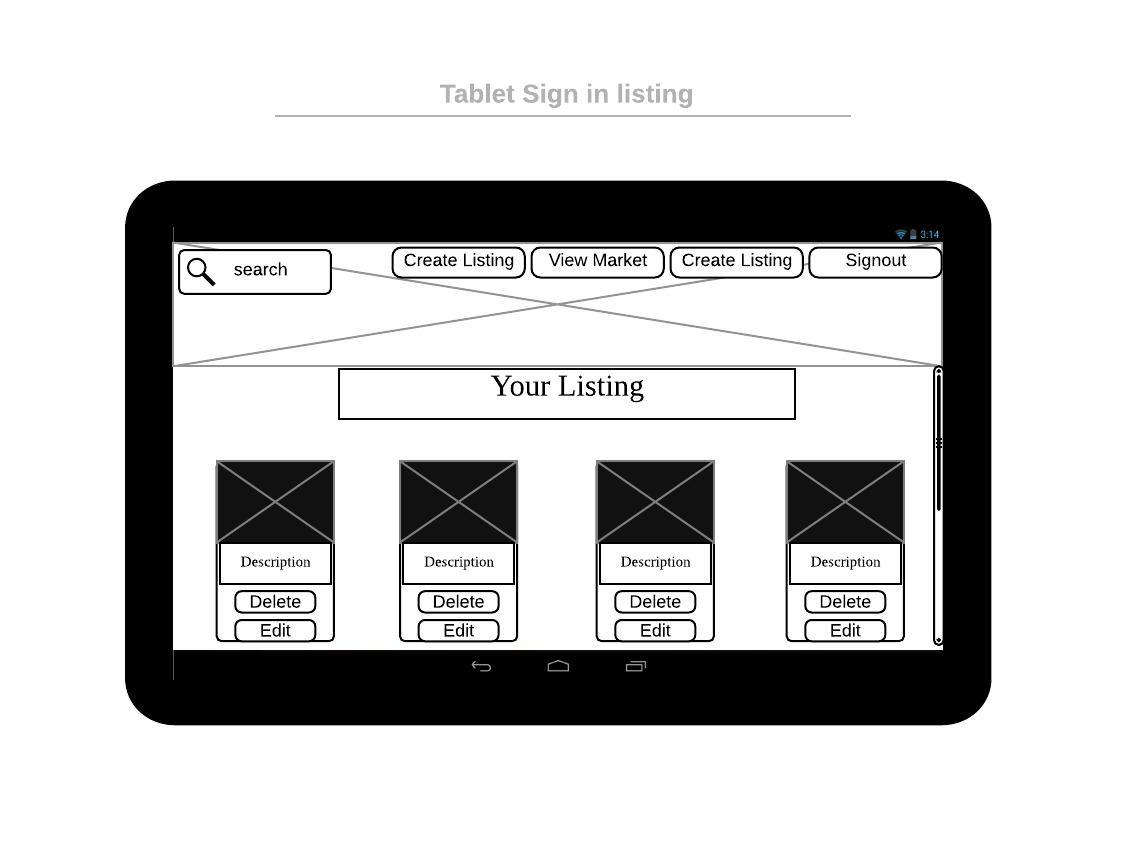 Tablet Sign in listing
3:14
search
Create Listing
View Market
Create Listing
Signout
Your Listing
Description
Description
Description
Description
Delete
Delete
Delete
Delete
Edit
Edit
Edit
Edit